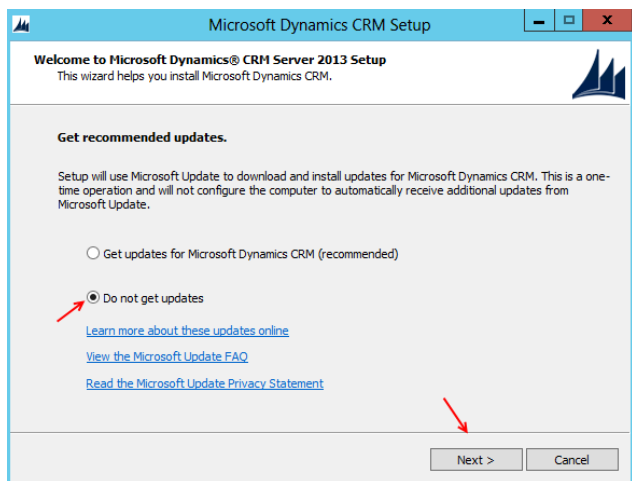 Microsoft Dynamics CRM Setup
Welcome to Microsoft Dynamics® CRM Server 2013 Setup
This wizard helps you install Microsoft Dynamics CRM.
Get recommended updates.
Setup will use Microsoft Update to download and install updates for Microsoft Dynamics CRM. This is a one-
time operation and will not configure the computer to automatically receive additional updates from
Microsoft Update.
Get updates for Microsoft Dynamics CRM (recommended)
Do not get updates
Learn more about these updates online
View the Microsoft Update FAQ
Read the Microsoft Update Privacy Statement
Next > Cancel